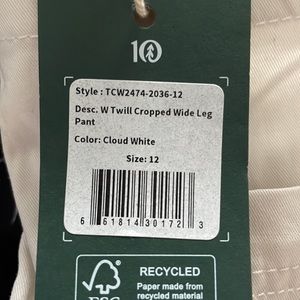 10
Style : TCW2474-2036-12
Desc. W Twill Cropped Wide Leg
Pant
Color: Cloud White
Size: 12
6 61814 30172 3
RECYCLED
Paper made from
recycled material
FSC